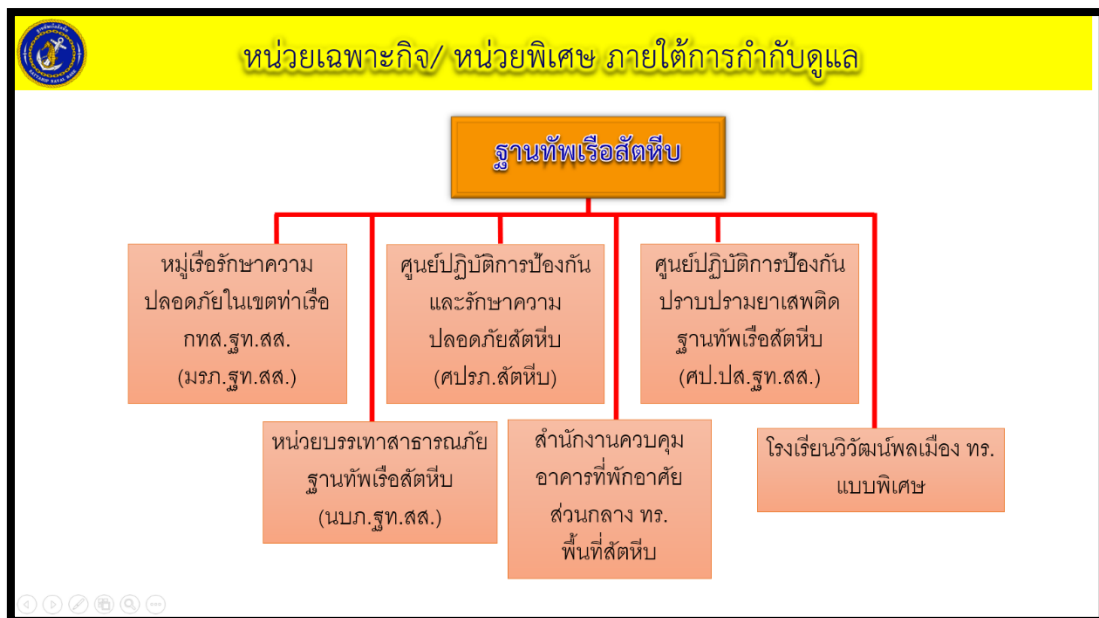 หน่วยเฉพาะกิจ/ หน่วยพิเศษ ภายใต้การกำกับดูแล
ฐานทัพเรือสัตหีบ
หมู่เรือรักษาความ
ปลอดภัยในเขตท่าเรือ
กทส.ฐท.สส.
(มรภ.ฐท.สส.)
ศูนย์ปฏิบัติการป้องกัน
และรักษาความ
ปลอดภัยสัตหีบ
(ศปรภ.สัตหีบ)
ศูนย์ปฏิบัติการป้องกัน
ปราบปรามยาเสพติด
ฐานทัพเรือสัตหีบ
(ศป.ปส.ฐท.สส.)
หน่วยบรรเทาสาธารณภัย
ฐานทัพเรือสัตหีบ
(นบภ.ฐท.สส.)
สำนักงานควบคุม
อาคารที่พักอาศัย
ส่วนกลาง ทร.
พื้นที่สัตหีบ
โรงเรียนวิวัฒน์พลเมือง ทร.
แบบพิเศษ